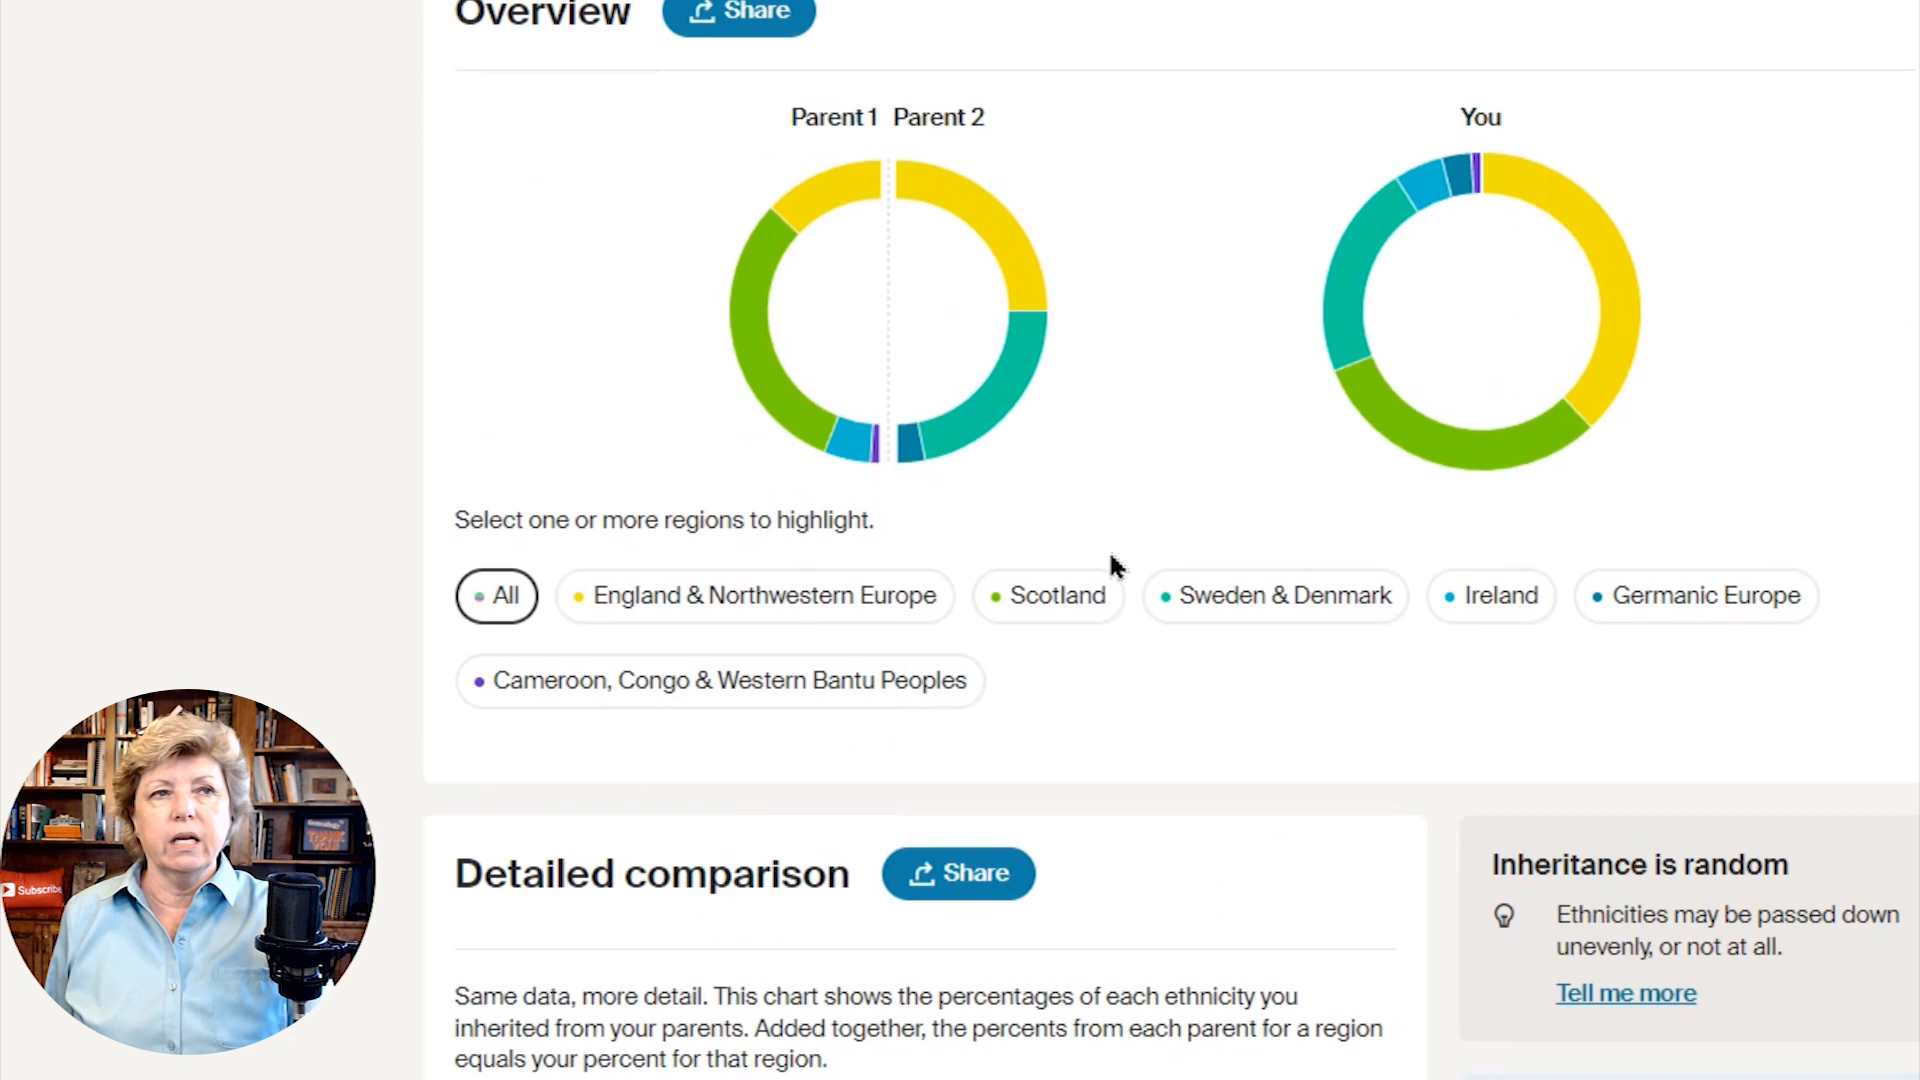 Overview
Share
Parent 1 Parent 2
You
Select one or more regions to highlight.
All
England & Northwestern Europe
Scotland
Sweden & Denmark
Ireland
Germanic Europe
Cameroon, Congo & Western Bantu Peoples
Subscribe
Detailed comparison
Share
Same data, more detail. This chart shows the percentages of each ethnicity you
inherited from your parents. Added together, the percents from each parent for a region
equals your percent for that region.
Inheritance is random
Ethnicities may be passed down
unevenly, or not at all.
Tell me more